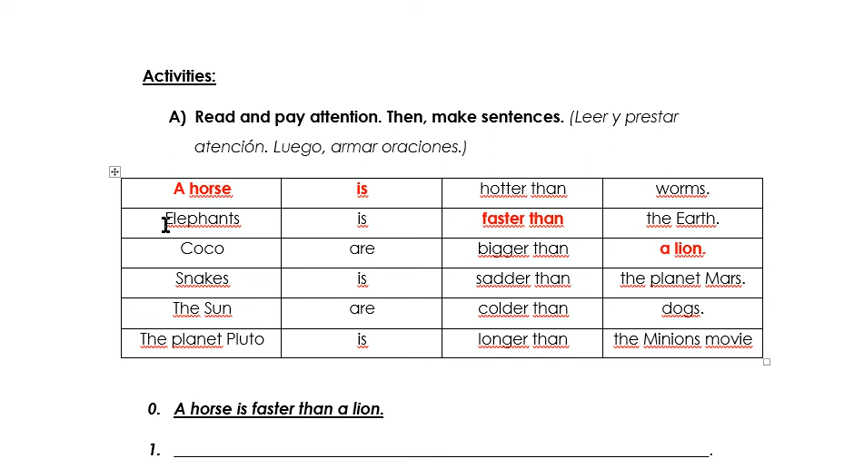 Activities:
A) Read and pay attention. Then, make sentences. (Leer y prestar
atención. Luego, armar oraciones.)
A horse is hotter than worms.
Elephants is faster than the Earth.
Coco are bigger than a lion.
Snakes is sadder than the planet Mars.
The Sun are colder than dogs.
The planet Pluto is longer than the Minions movie
0. A horse is faster than a lion.
1. ______________________________.